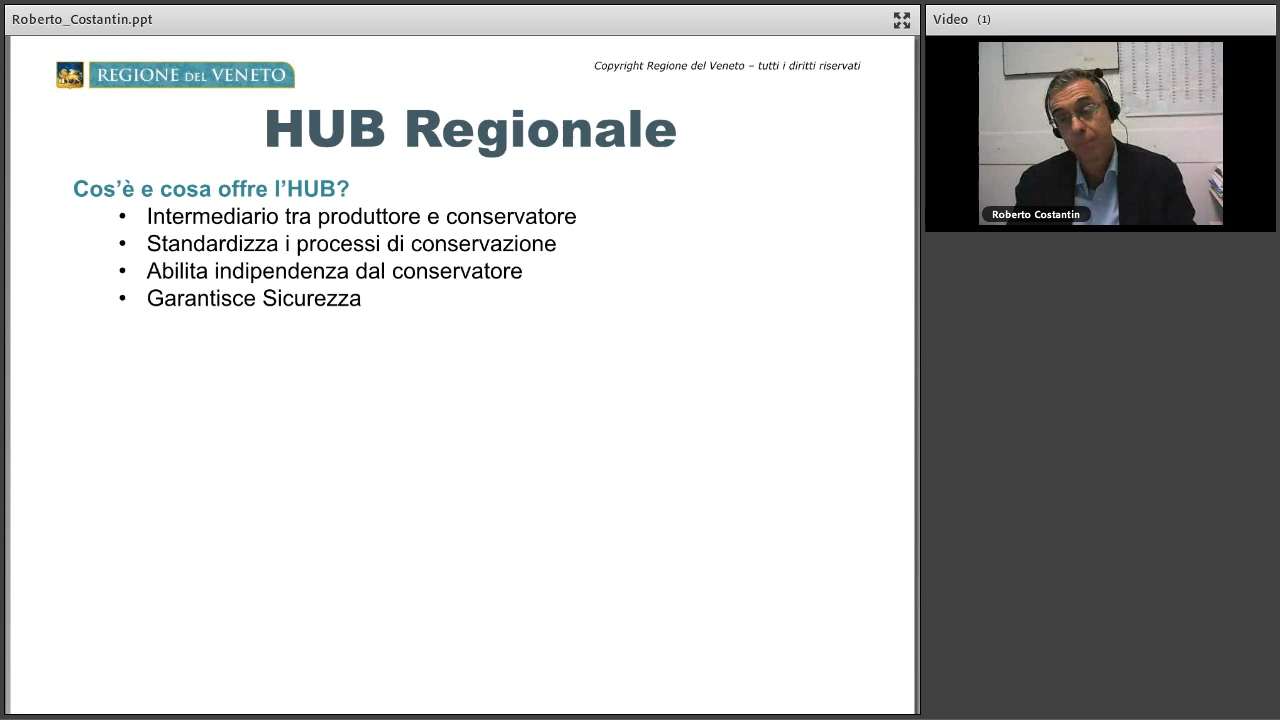 Roberto_Costantin.ppt
Video (1)
REGIONE DEL VENETO
Copyright Regione del Veneto – tutti i diritti riservati
HUB Regionale
Cos’è e cosa offre l’HUB?
• Intermediario tra produttore e conservatore
• Standardizza i processi di conservazione
• Abilita indipendenza dal conservatore
• Garantisce Sicurezza
Roberto Costantin